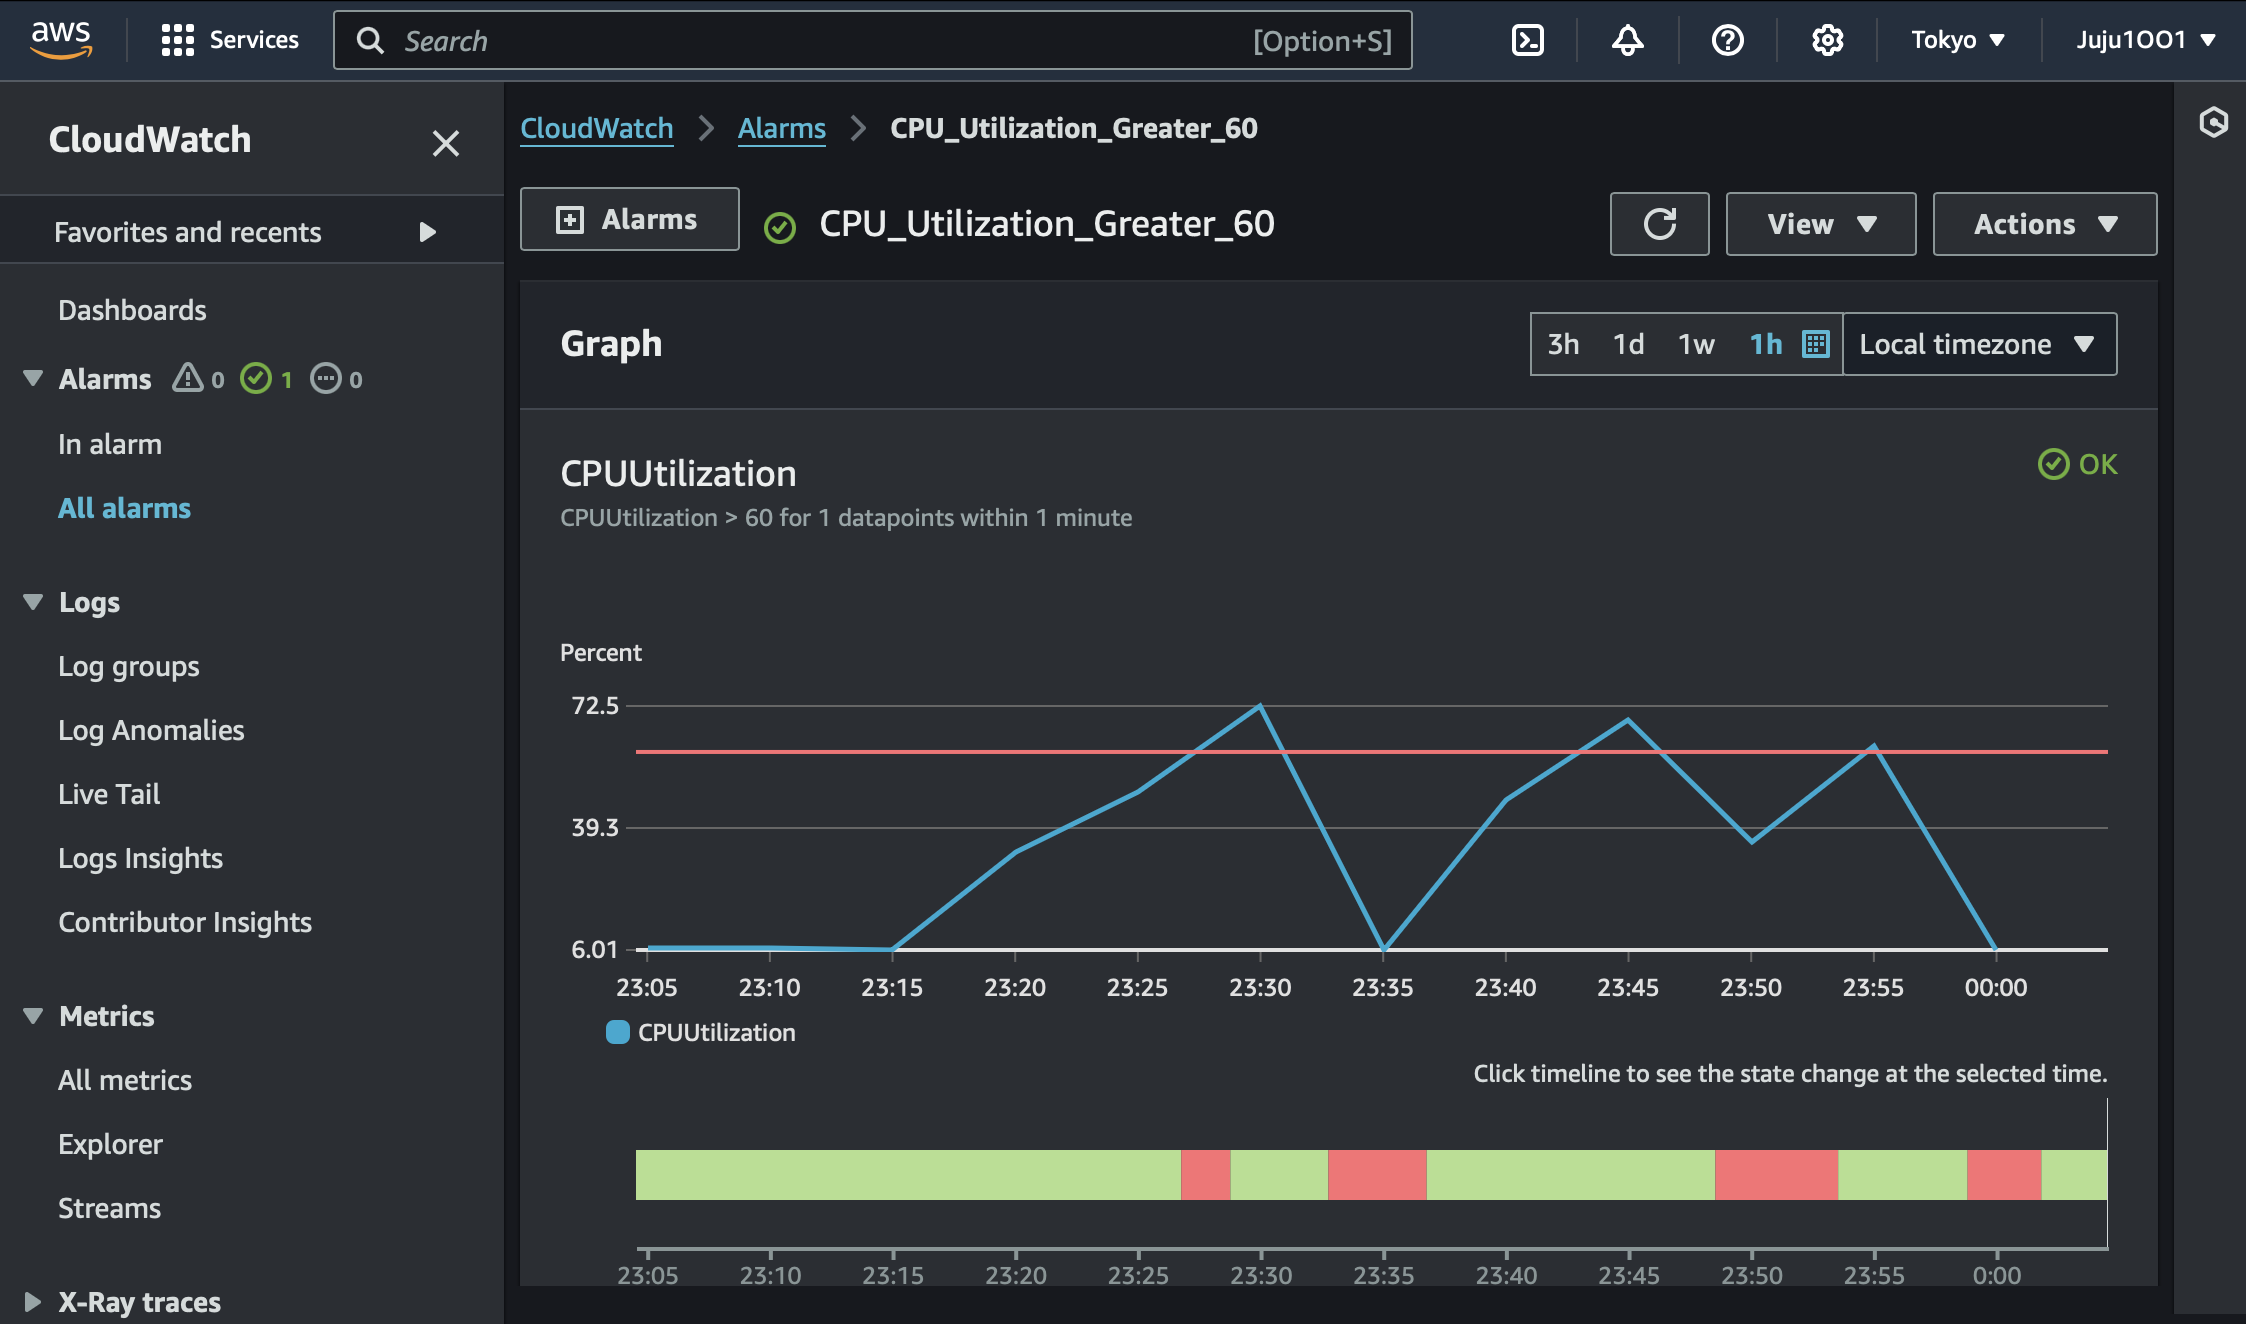 aws
Services
Search
[Option+S]
Tokyo
Juju1001
CloudWatch
Favorites and recents
Dashboards
Alarms 0 1 0
In alarm
All alarms
Logs
Log groups
Log Anomalies
Live Tail
Logs Insights
Contributor Insights
Metrics
All metrics
Explorer
Streams
X-Ray traces
CloudWatch
Alarms
CPU_Utilization_Greater_60
Alarms
CPU_Utilization_Greater_60
View
Actions
Graph
3h 1d 1w 1h
Local timezone
CPUUtilization
OK
CPUUtilization > 60 for 1 datapoints within 1 minute
Percent
72.5
39.3
6.01
23:05 23:10 23:15 23:20 23:25 23:30 23:35 23:40 23:45 23:50 23:55 00:00
CPUUtilization
Click timeline to see the state change at the selected time.
23:05 23:10 23:15 23:20 23:25 23:30 23:35 23:40 23:45 23:50 23:55 0:00